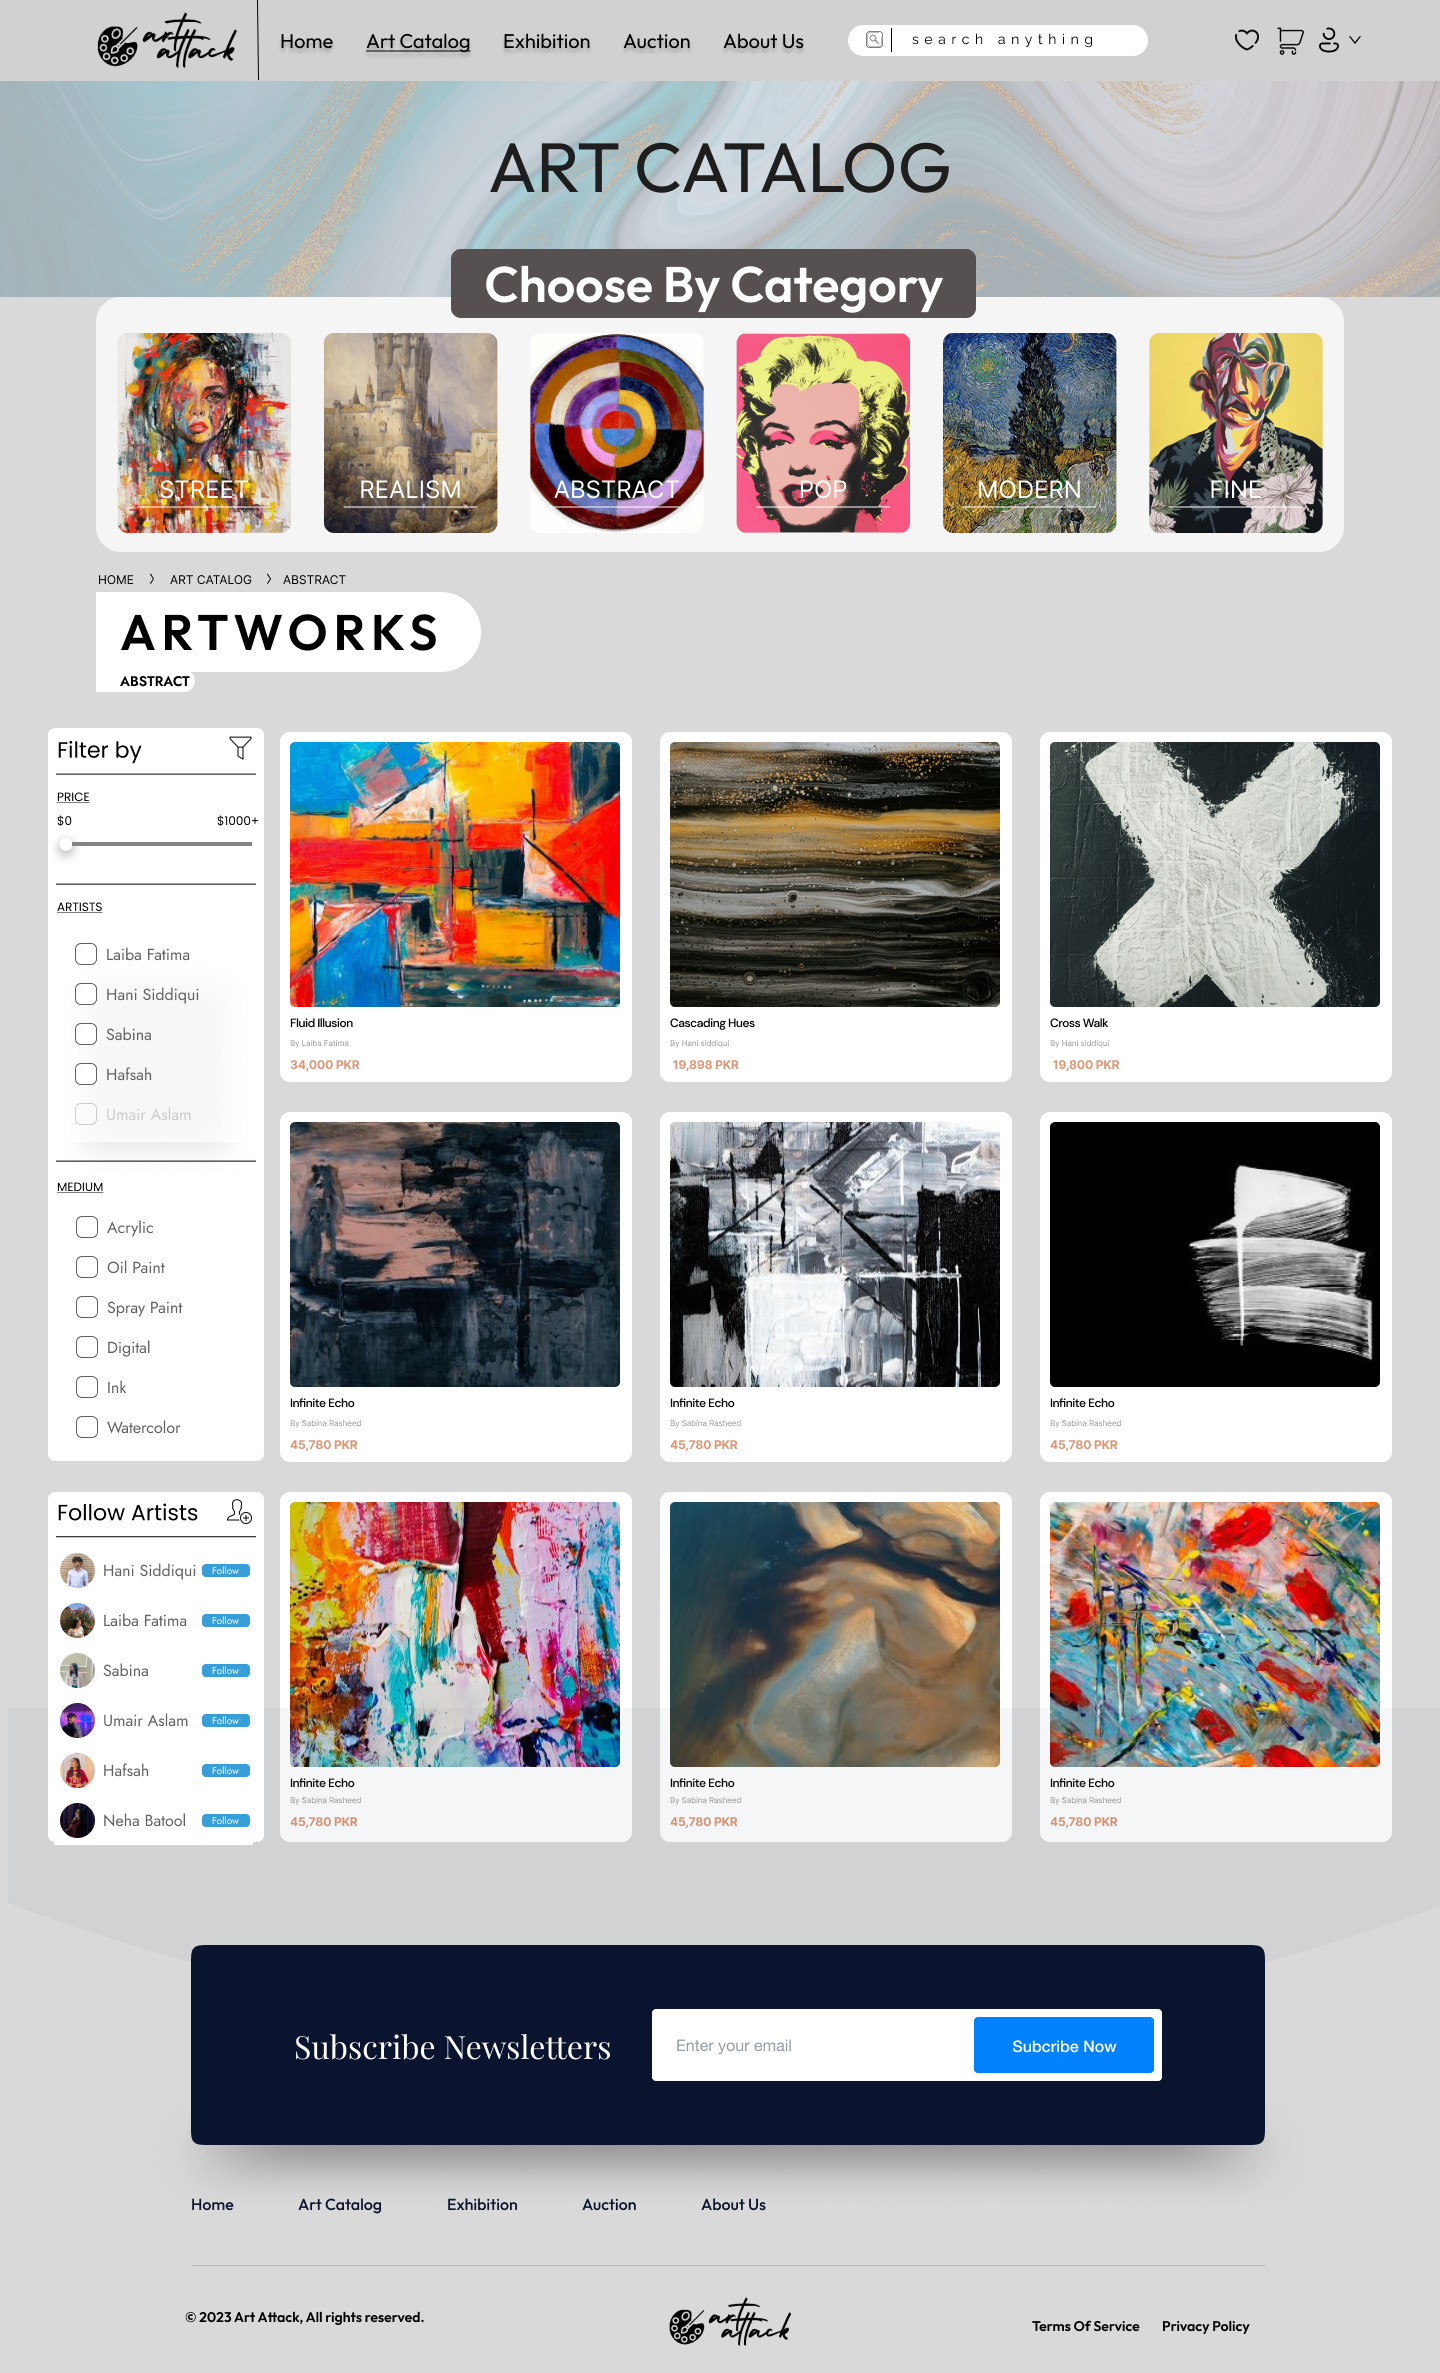 art attack
Home Art Catalog Exhibition Auction About Us
search anything
ART CATALOG
Choose By Category
STREET REALISM ABSTRACT POP MODERN FINE
HOME > ART CATALOG > ABSTRACT
ARTWORKS
ABSTRACT
Filter by
PRICE
$0 $1000+
ARTISTS
Laiba Fatima
Hani Siddiqui
Sabina
Hafsah
Umair Aslam
MEDIUM
Acrylic
Oil Paint
Spray Paint
Digital
Ink
Watercolor
Follow Artists
Hani Siddiqui Follow
Laiba Fatima Follow
Sabina Follow
Umair Aslam Follow
Hafsah Follow
Neha Batool Follow
Fluid Illusion
By Laiba Fatima
34,000 PKR
Cascading Hues
By Hani siddiqui
19,898 PKR
Cross Walk
By Hani siddiqui
19,800 PKR
Infinite Echo
By Sabina Rasheed
45,780 PKR
Infinite Echo
By Sabina Rasheed
45,780 PKR
Infinite Echo
By Sabina Rasheed
45,780 PKR
Infinite Echo
By Sabina Rasheed
45,780 PKR
Infinite Echo
By Sabina Rasheed
45,780 PKR
Infinite Echo
By Sabina Rasheed
45,780 PKR
Subscribe Newsletters
Enter your email
Subcribe Now
Home Art Catalog Exhibition Auction About Us
© 2023 Art Attack, All rights reserved.
art attack
Terms Of Service Privacy Policy